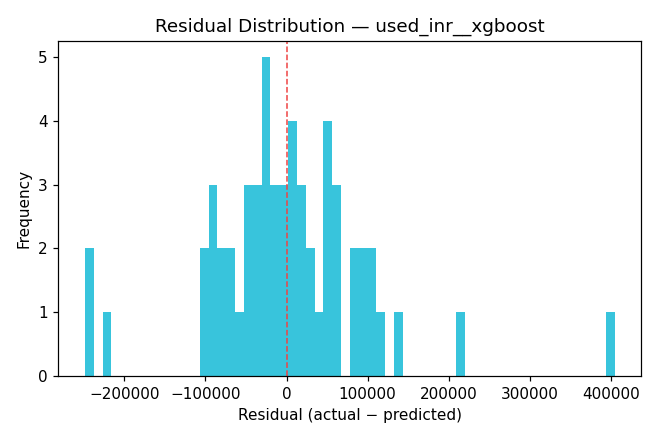 Residual Distribution — used_inr__xgboost
5
4
3
2
1
0
Frequency
−200000 −100000 0 100000 200000 300000 400000
Residual (actual − predicted)